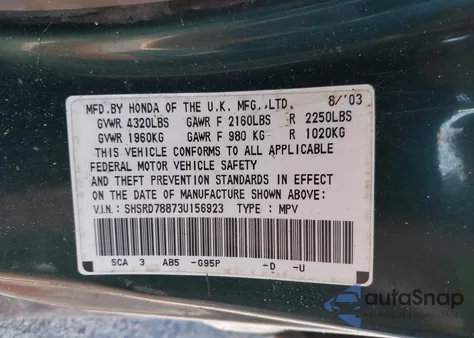 MFD.BY HONDA OF THE U.K. MFG.,LTD. 8/'03
GVWR 4320LBS GAWR F 2160LBS R 2250LBS
GVWR 1960KG GAWR F 980 KG R 1020KG
THIS VEHICLE CONFORMS TO ALL APPLICABLE
FEDERAL MOTOR VEHICLE SAFETY
AND THEFT PREVENTION STANDARDS IN EFFECT
ON THE DATE OF MANUFACTURE SHOWN ABOVE:
V.I.N.: SHSRD78873U156923 TYPE : MPV
SCA 3 AB5 -G95P -D -U
autoSnap